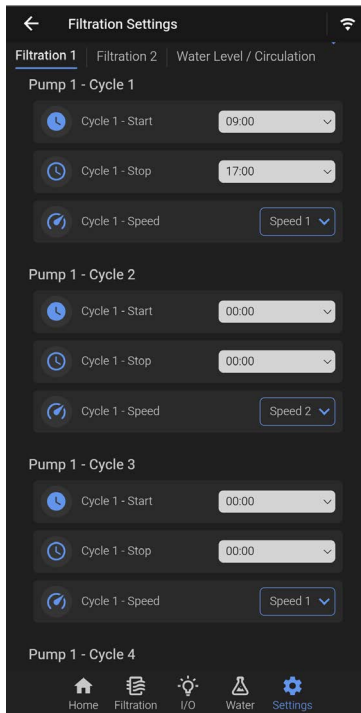 Filtration Settings
Filtration 1 Filtration 2 Water Level / Circulation
Pump 1 - Cycle 1
Cycle 1 - Start 09:00
Cycle 1 - Stop 17:00
Cycle 1 - Speed Speed 1
Pump 1 - Cycle 2
Cycle 1 - Start 00:00
Cycle 1 - Stop 00:00
Cycle 1 - Speed Speed 2
Pump 1 - Cycle 3
Cycle 1 - Start 00:00
Cycle 1 - Stop 00:00
Cycle 1 - Speed Speed 1
Pump 1 - Cycle 4
Home Filtration I/O Water Settings